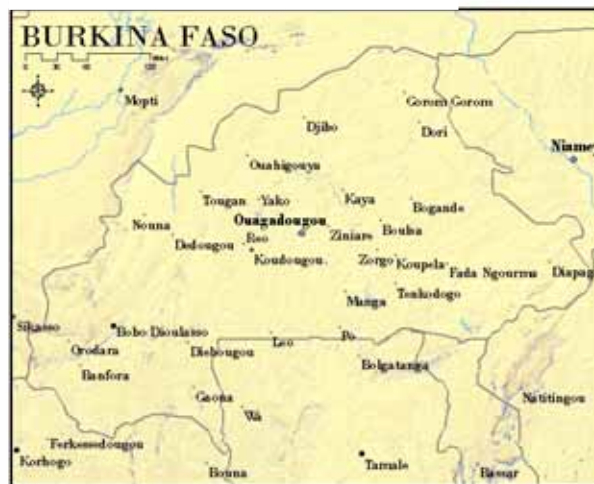 BURKINA FASO
Mopti
Gorom Gorom
Djibo
Dori
Niamey
Ouahigouya
Tougan
Yako
Kaya
Bogande
Nouna
Ouagadougou
Boulsa
Ziniare
Dedougou
Reo
Koudougou
Zorgo
Koupela
Fada Ngourma
Diapag
Tenkodogo
Manga
Sikasso
Bobo Dioulasso
Orodara
Leo
Po
Diebougou
Banfora
Bolgatanga
Gaoua
Natitingou
Wa
Ferkessedougou
Korhogo
Bouna
Tamale
Bassar